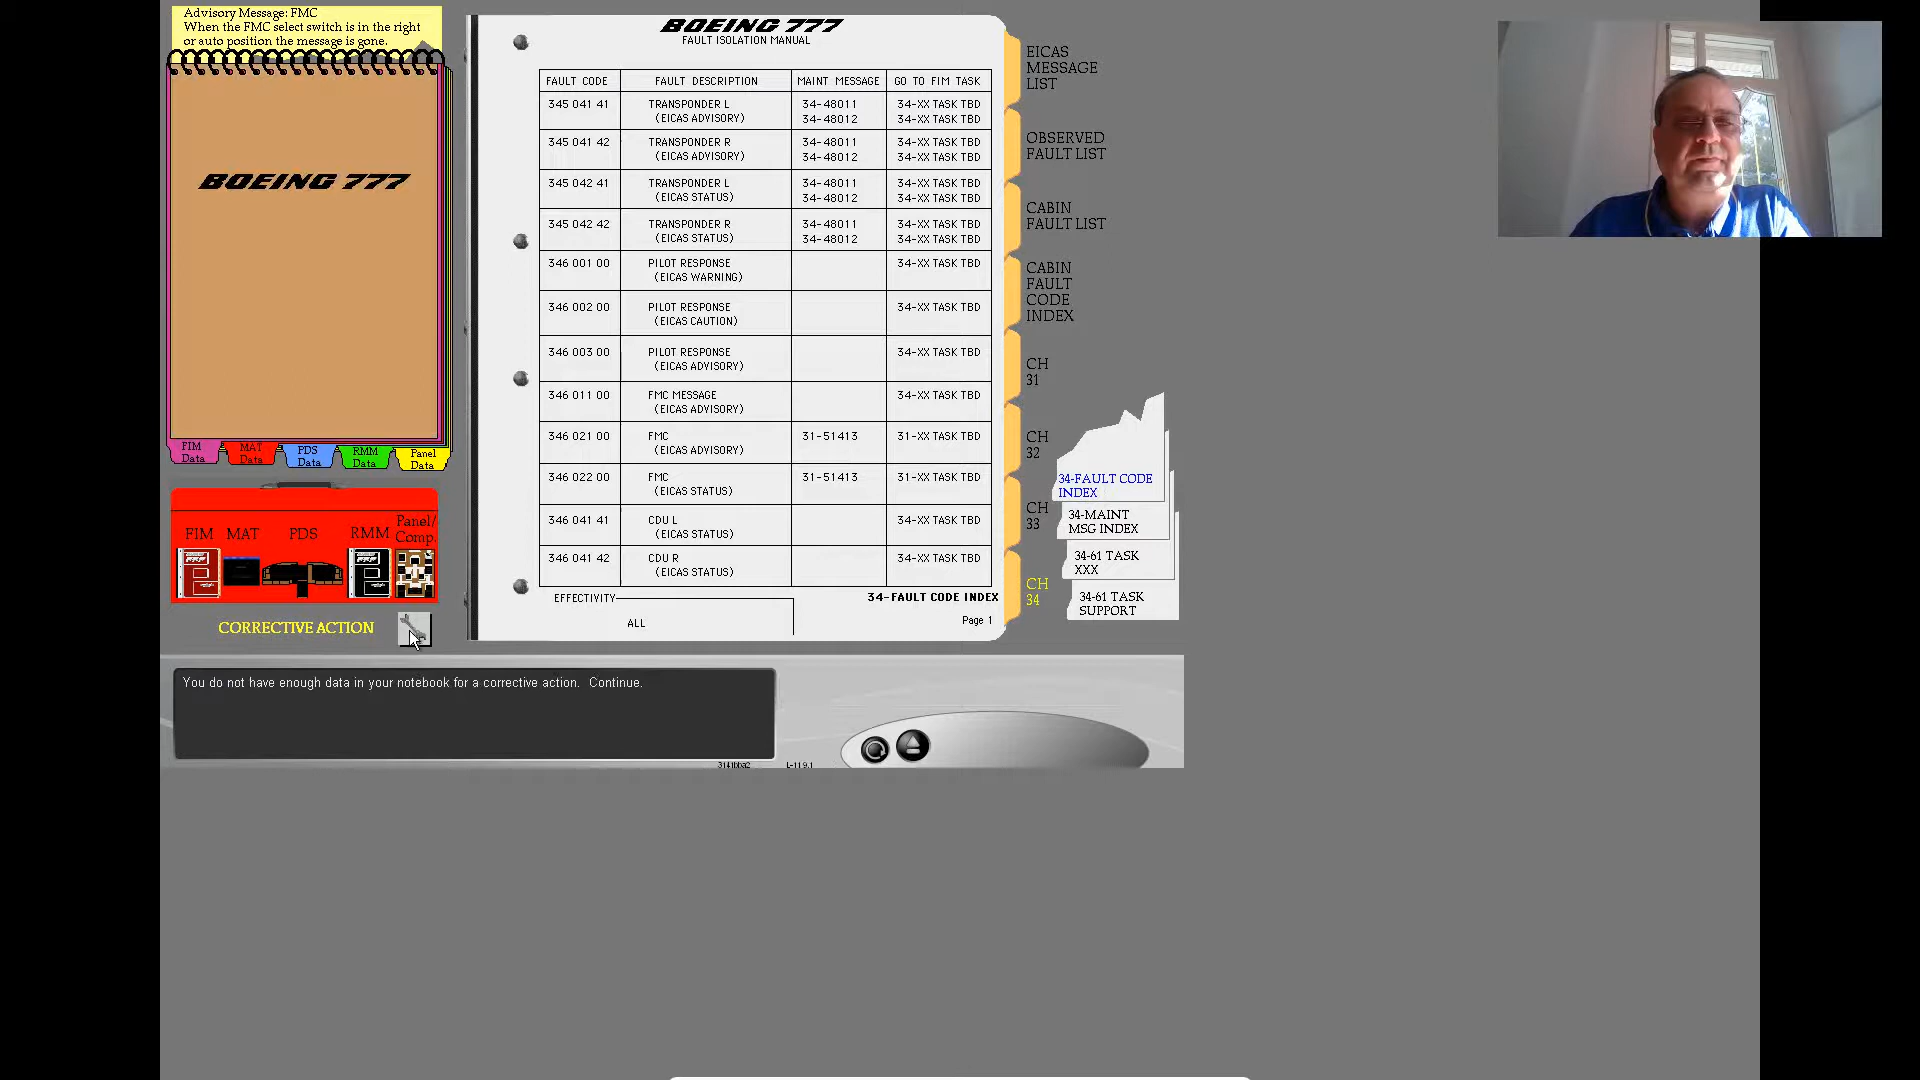 Advisory Message: FMC
When the FMC select switch is in the right
or auto position the message is gone.
BOEING 777
FIM Data
MAT Data
PDS Data
RMM Data
Panel Data
FIM MAT PDS RMM Panel/ Comp.
CORRECTIVE ACTION
BOEING 777
FAULT ISOLATION MANUAL
FAULT CODE FAULT DESCRIPTION MAINT MESSAGE GO TO FIM TASK
345 041 41 TRANSPONDER L 34-48011 34-XX TASK TBD
(EICAS ADVISORY) 34-48012 34-XX TASK TBD
345 041 42 TRANSPONDER R 34-48011 34-XX TASK TBD
(EICAS ADVISORY) 34-48012 34-XX TASK TBD
345 042 41 TRANSPONDER L 34-48011 34-XX TASK TBD
(EICAS STATUS) 34-48012 34-XX TASK TBD
345 042 42 TRANSPONDER R 34-48011 34-XX TASK TBD
(EICAS STATUS) 34-48012 34-XX TASK TBD
346 001 00 PILOT RESPONSE 34-XX TASK TBD
(EICAS WARNING)
346 002 00 PILOT RESPONSE 34-XX TASK TBD
(EICAS CAUTION)
346 003 00 PILOT RESPONSE 34-XX TASK TBD
(EICAS ADVISORY)
346 011 00 FMC MESSAGE 34-XX TASK TBD
(EICAS ADVISORY)
346 021 00 FMC 31-51413 31-XX TASK TBD
(EICAS ADVISORY)
346 022 00 FMC 31-51413 31-XX TASK TBD
(EICAS STATUS)
346 041 41 CDU L 34-XX TASK TBD
(EICAS STATUS)
346 041 42 CDU R 34-XX TASK TBD
(EICAS STATUS)
EFFECTIVITY
ALL
34-FAULT CODE INDEX
Page 1
EICAS
MESSAGE
LIST
OBSERVED
FAULT LIST
CABIN
FAULT LIST
CABIN
FAULT
CODE
INDEX
CH
31
CH
32
CH
33
CH
34
34-FAULT CODE
INDEX
34-MAINT
MSG INDEX
34-61 TASK
XXX
34-61 TASK
SUPPORT
You do not have enough data in your notebook for a corrective action. Continue.
L-119.1